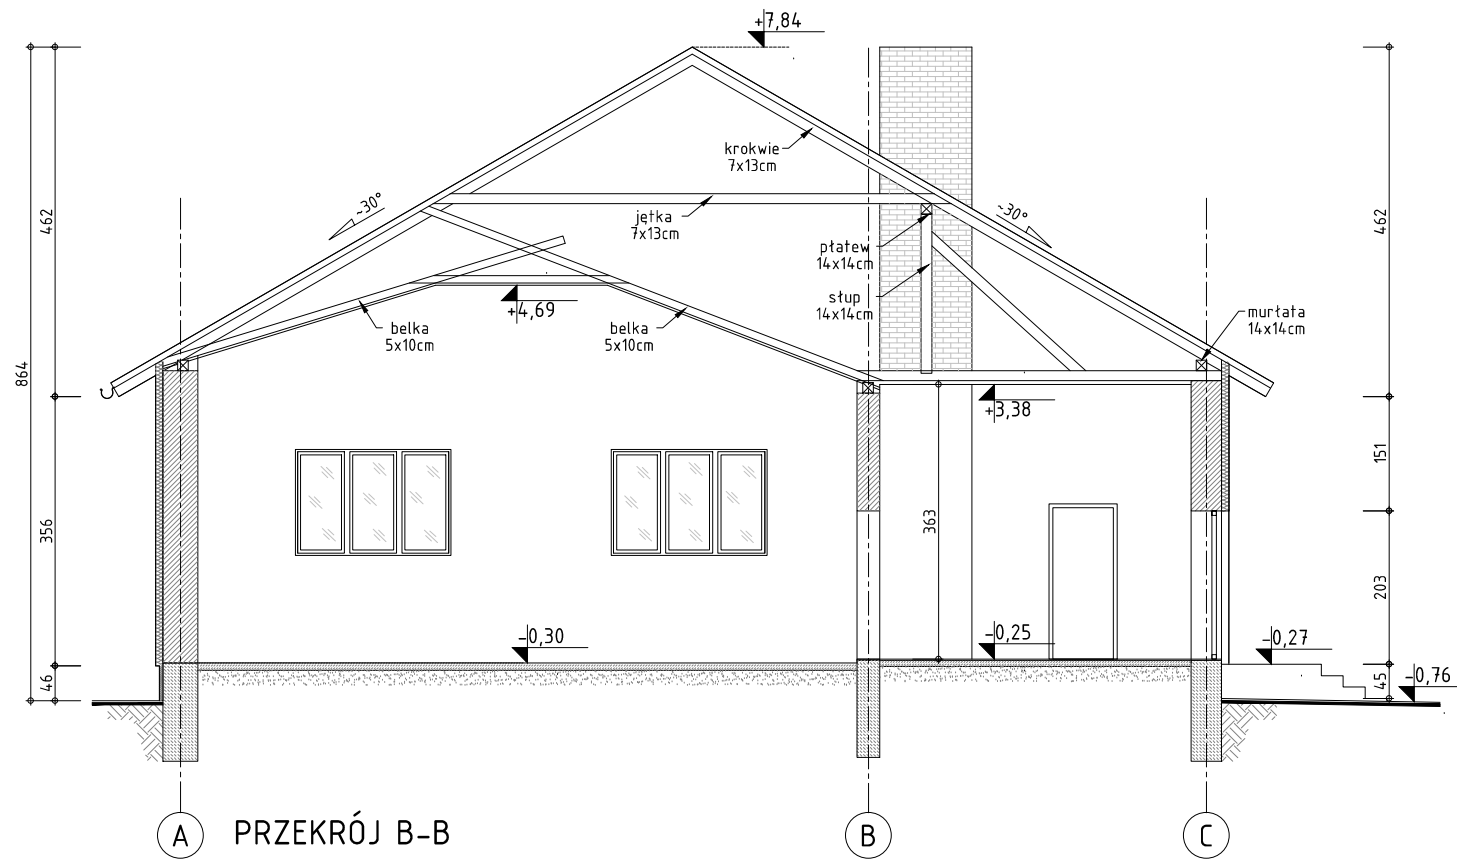 +7,84
krokwie
7x13cm
~30°
~30°
jętka
7x13cm
płatew
14x14cm
słup
14x14cm
murłata
14x14cm
+4,69
belka
5x10cm
belka
5x10cm
+3,38
462
864
356
46
462
151
203
45
363
-0,30
-0,25
-0,27
-0,76
A
PRZEKRÓJ B-B
B
C